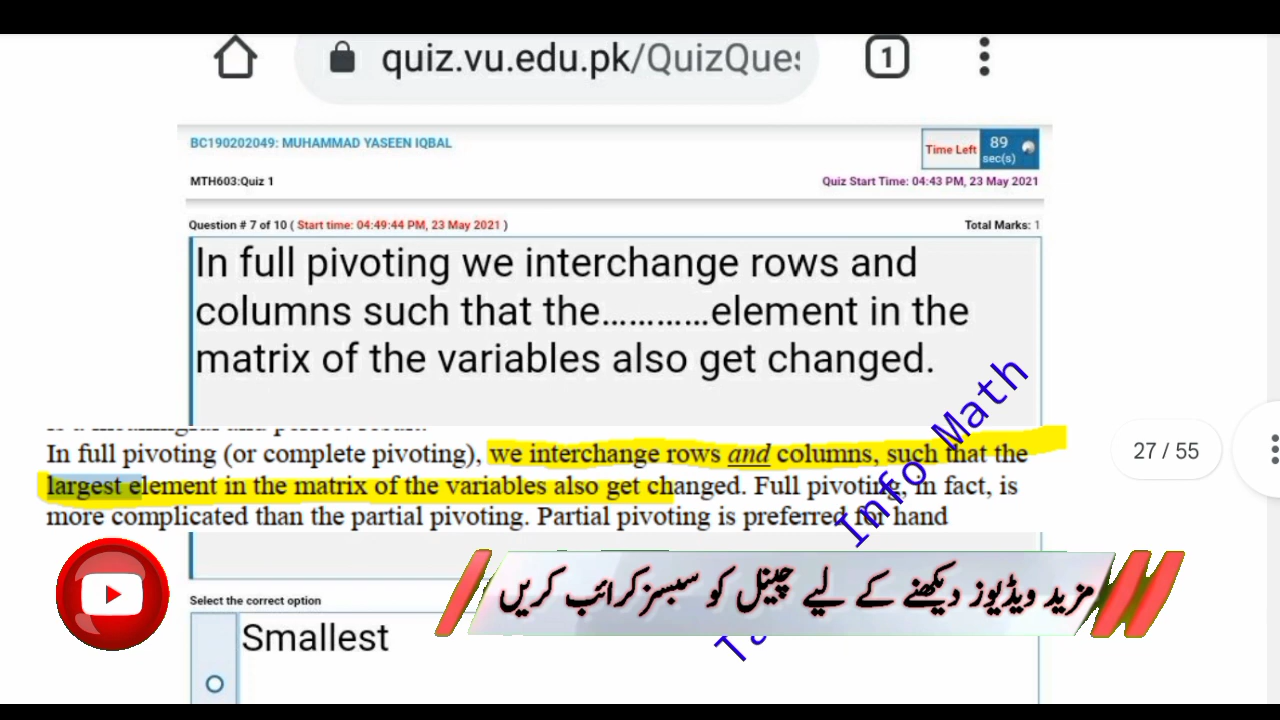 quiz.vu.edu.pk/QuizQues
1
BC190202049: MUHAMMAD YASEEN IQBAL
Time Left 89 sec(s)
MTH603:Quiz 1
Quiz Start Time: 04:43 PM, 23 May 2021
Question # 7 of 10 ( Start time: 04:49:44 PM, 23 May 2021 )
Total Marks: 1
In full pivoting we interchange rows and
columns such that the............element in the
matrix of the variables also get changed.
In full pivoting (or complete pivoting), we interchange rows and columns, such that the
largest element in the matrix of the variables also get changed. Full pivoting, in fact, is
more complicated than the partial pivoting. Partial pivoting is preferred for hand
27 / 55
Info Math
مزید ویڈیوز دیکھنے کے لیے چینل کو سبسکرائب کریں
Select the correct option
Smallest